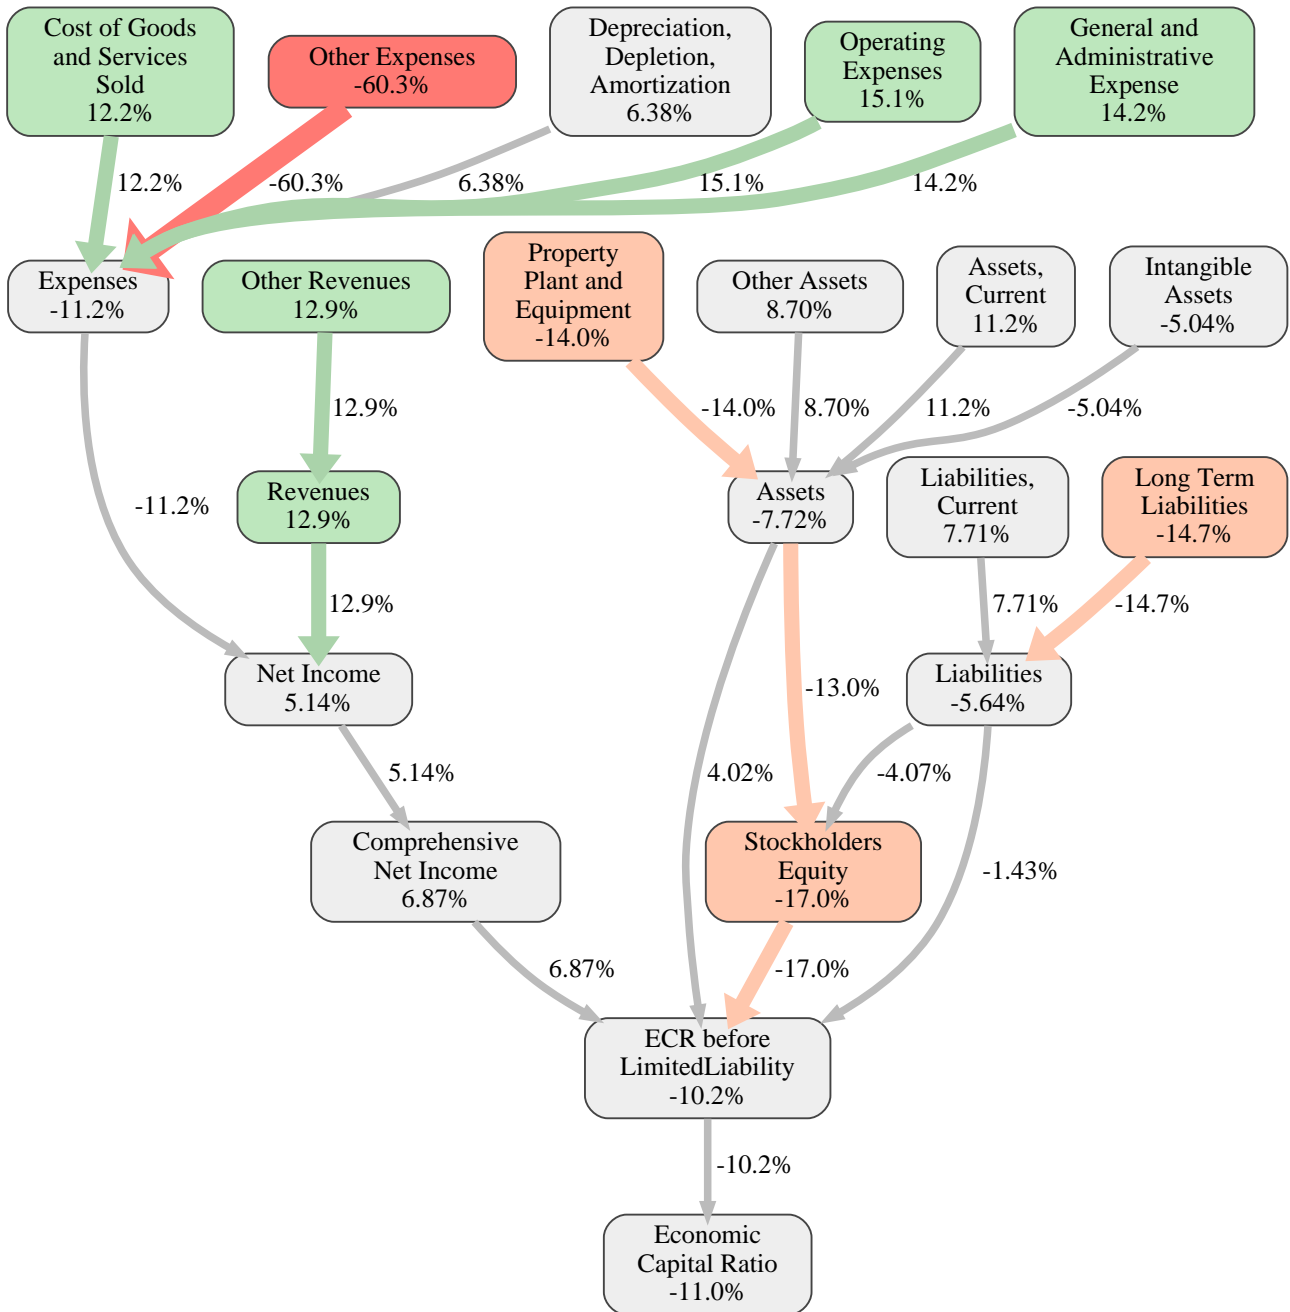 Cost of Goods
and Services
Sold
12.2%
Other Expenses
-60.3%
Depreciation,
Depletion,
Amortization
6.38%
Operating
Expenses
15.1%
General and
Administrative
Expense
14.2%
12.2%
-60.3%
6.38%
15.1%
14.2%
Expenses
-11.2%
Other Revenues
12.9%
Property
Plant and
Equipment
-14.0%
Other Assets
8.70%
Assets,
Current
11.2%
Intangible
Assets
-5.04%
12.9%
-14.0%
8.70%
11.2%
-5.04%
-11.2%
Revenues
12.9%
Assets
-7.72%
Liabilities,
Current
7.71%
Long Term
Liabilities
-14.7%
12.9%
7.71%
-14.7%
Net Income
5.14%
-13.0%
Liabilities
-5.64%
5.14%
4.02%
-4.07%
Comprehensive
Net Income
6.87%
Stockholders
Equity
-17.0%
-1.43%
6.87%
-17.0%
ECR before
LimitedLiability
-10.2%
-10.2%
Economic
Capital Ratio
-11.0%